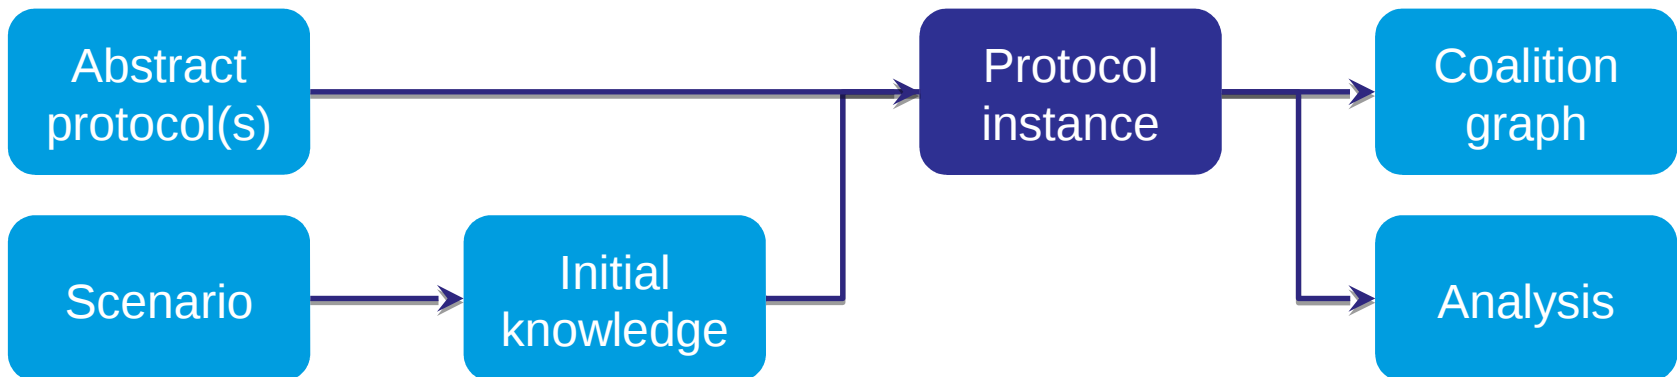 Abstract
protocol(s)
Protocol
instance
Coalition
graph
Scenario
Initial
knowledge
Analysis